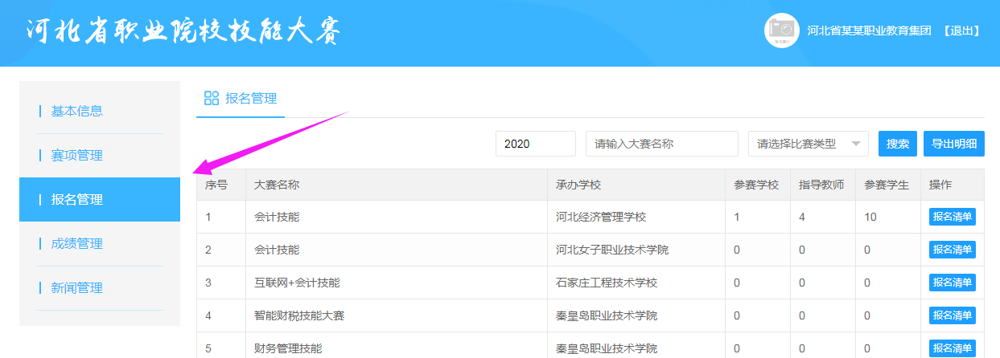 河北省职业院校技能大赛
河北省某某职业教育集团 【退出】
基本信息
赛项管理
报名管理
成绩管理
新闻管理
报名管理
2020 请输入大赛名称 请选择比赛类型 搜索 导出明细
序号 大赛名称 承办学校 参赛学校 指导教师 参赛学生 操作
1 会计技能 河北经济管理学校 1 4 10 报名清单
2 会计技能 河北女子职业技术学院 0 0 0 报名清单
3 互联网+会计技能 石家庄工程技术学校 0 0 0 报名清单
4 智能财税技能大赛 秦皇岛职业技术学院 0 0 0 报名清单
5 财务管理技能 秦皇岛职业技术学院 0 0 0 报名清单